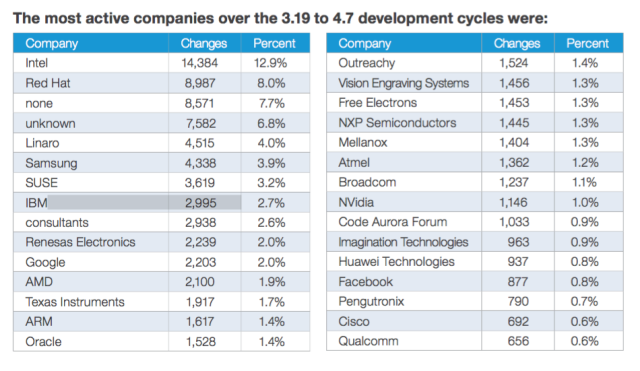 The most active companies over the 3.19 to 4.7 development cycles were:
Company Changes Percent
Intel 14,384 12.9%
Red Hat 8,987 8.0%
none 8,571 7.7%
unknown 7,582 6.8%
Linaro 4,515 4.0%
Samsung 4,338 3.9%
SUSE 3,619 3.2%
IBM 2,995 2.7%
consultants 2,938 2.6%
Renesas Electronics 2,239 2.0%
Google 2,203 2.0%
AMD 2,100 1.9%
Texas Instruments 1,917 1.7%
ARM 1,617 1.4%
Oracle 1,528 1.4%
Company Changes Percent
Outreachy 1,524 1.4%
Vision Engraving Systems 1,456 1.3%
Free Electrons 1,453 1.3%
NXP Semiconductors 1,445 1.3%
Mellanox 1,404 1.3%
Atmel 1,362 1.2%
Broadcom 1,237 1.1%
NVidia 1,146 1.0%
Code Aurora Forum 1,033 0.9%
Imagination Technologies 963 0.9%
Huawei Technologies 937 0.8%
Facebook 877 0.8%
Pengutronix 790 0.7%
Cisco 692 0.6%
Qualcomm 656 0.6%